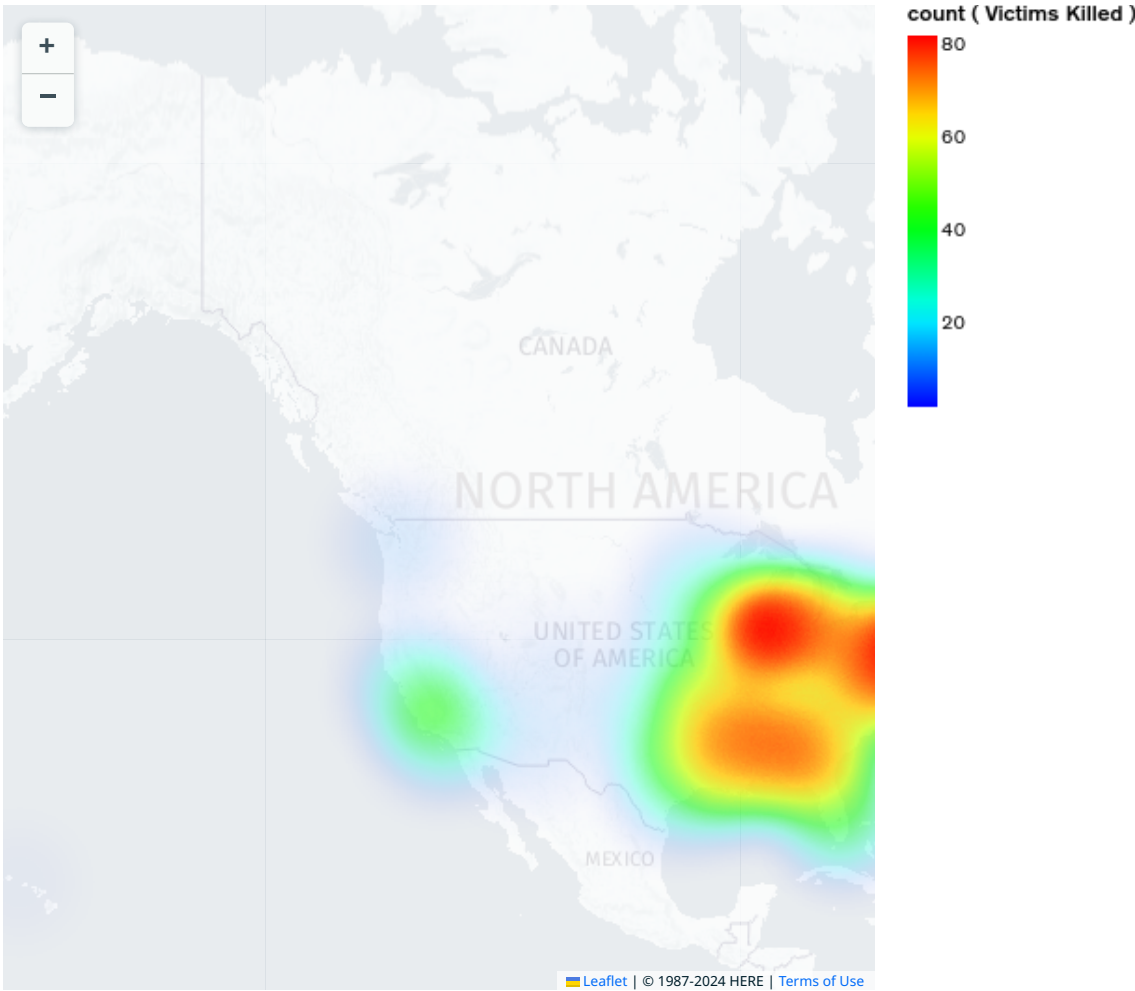 count ( Victims Killed )
+
−
80
60
40
20
CANADA
NORTH AMERICA
UNITED STATES
OF AMERICA
MEXICO
Leaflet | © 1987-2024 HERE | Terms of Use